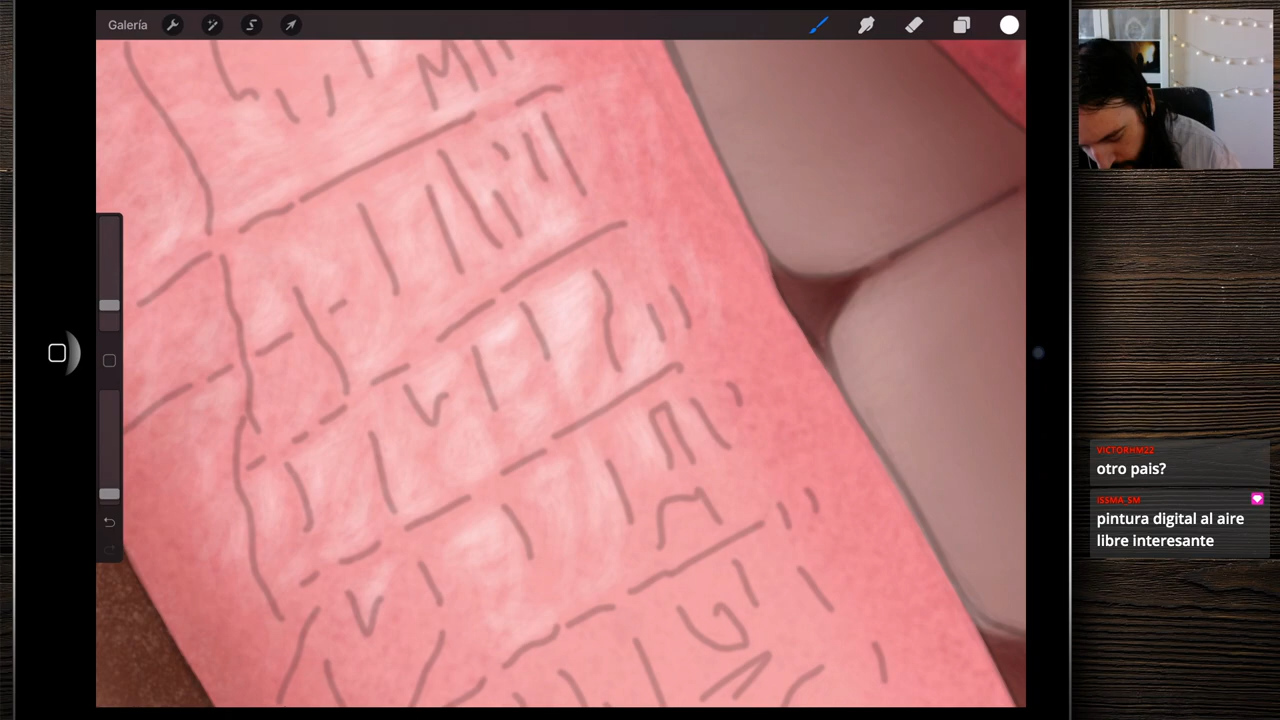 Galería
VICTORHM22
otro pais?
ISSMA_SM
pintura digital al aire
libre interesante